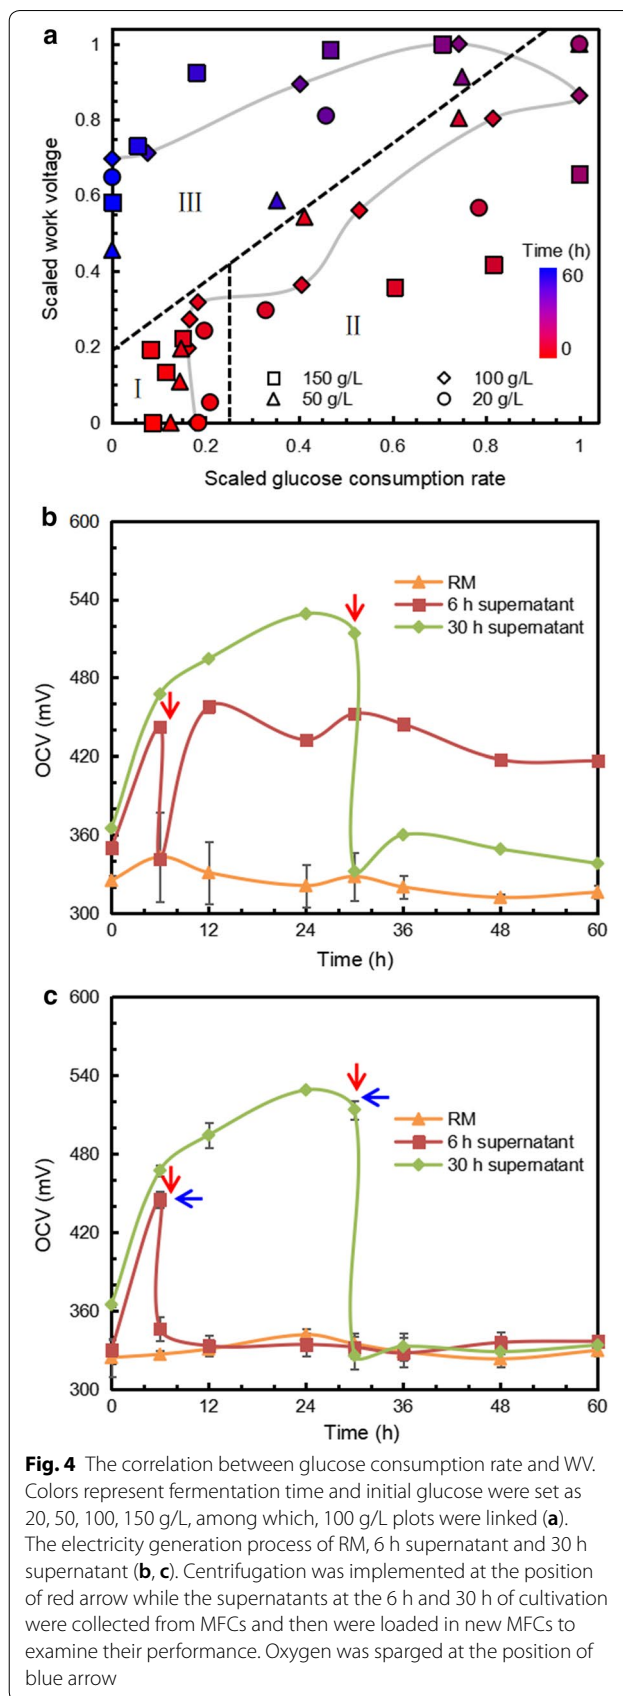 a
1
0.8
0.6
0.4
0.2
0
Scaled work voltage
III
II
I
Time (h)
60
0
150 g/L
100 g/L
50 g/L
20 g/L
0 0.2 0.4 0.6 0.8 1
Scaled glucose consumption rate
b
600
540
480
420
360
300
OCV (mV)
RM
6 h supernatant
30 h supernatant
0 12 24 36 48 60
Time (h)
c
600
540
480
420
360
300
OCV (mV)
RM
6 h supernatant
30 h supernatant
0 12 24 36 48 60
Time (h)
Fig. 4 The correlation between glucose consumption rate and WV.
Colors represent fermentation time and initial glucose were set as
20, 50, 100, 150 g/L, among which, 100 g/L plots were linked (a).
The electricity generation process of RM, 6 h supernatant and 30 h
supernatant (b, c). Centrifugation was implemented at the position
of red arrow while the supernatants at the 6 h and 30 h of cultivation
were collected from MFCs and then were loaded in new MFCs to
examine their performance. Oxygen was sparged at the position of
blue arrow